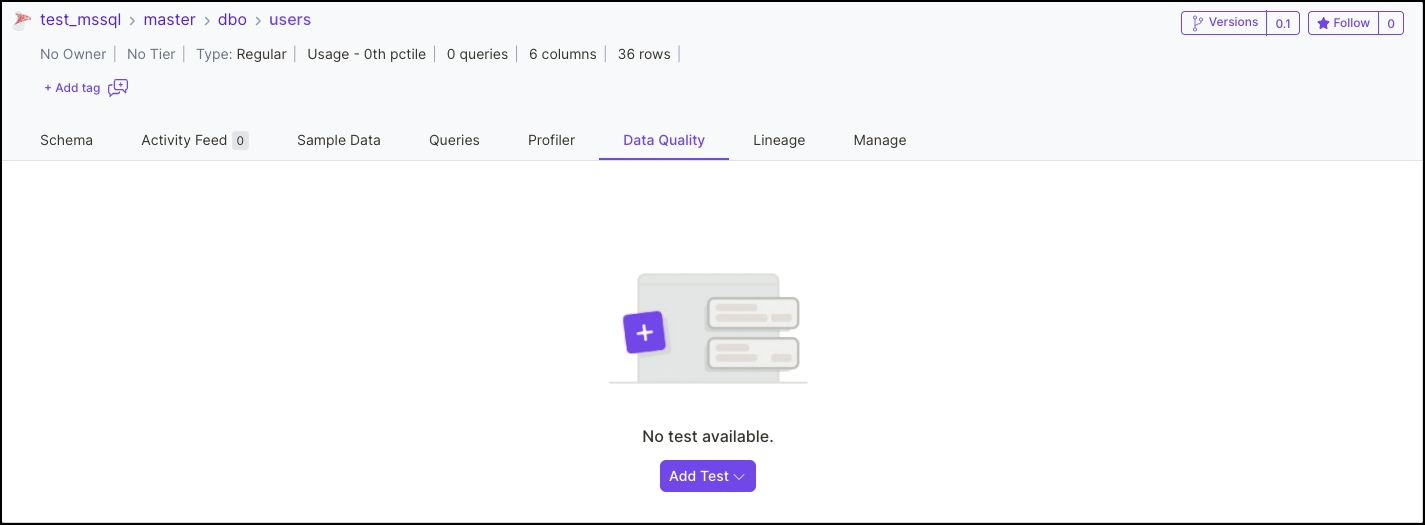 test_mssql > master > dbo > users
Versions 0.1
Follow 0
No Owner | No Tier | Type: Regular | Usage - 0th pctile | 0 queries | 6 columns | 36 rows |
+ Add tag
Schema Activity Feed 0 Sample Data Queries Profiler Data Quality Lineage Manage
No test available.
Add Test